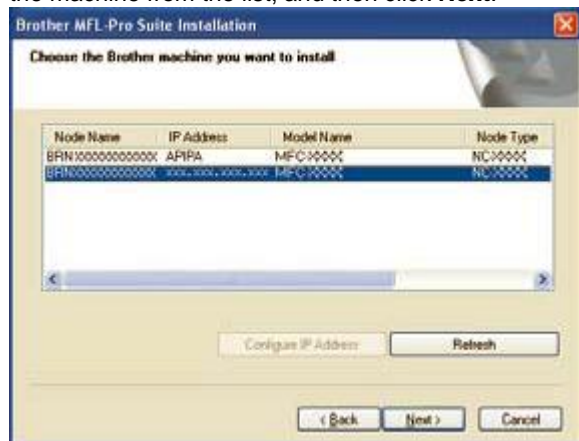 the machine from the list, and then click Next.
Brother MFL-Pro Suite Installation
Choose the Brother machine you want to install
Node Name IP Address Model Name Node Type
BRNXXXXXXXXXXXX APIPA MFC-XXXX NC-XXXX
BRNXXXXXXXXXXXX XXX.XXX.XXX.XXX MFC-XXXX NC-XXXX
Configure IP Address Refresh
< Back Next > Cancel